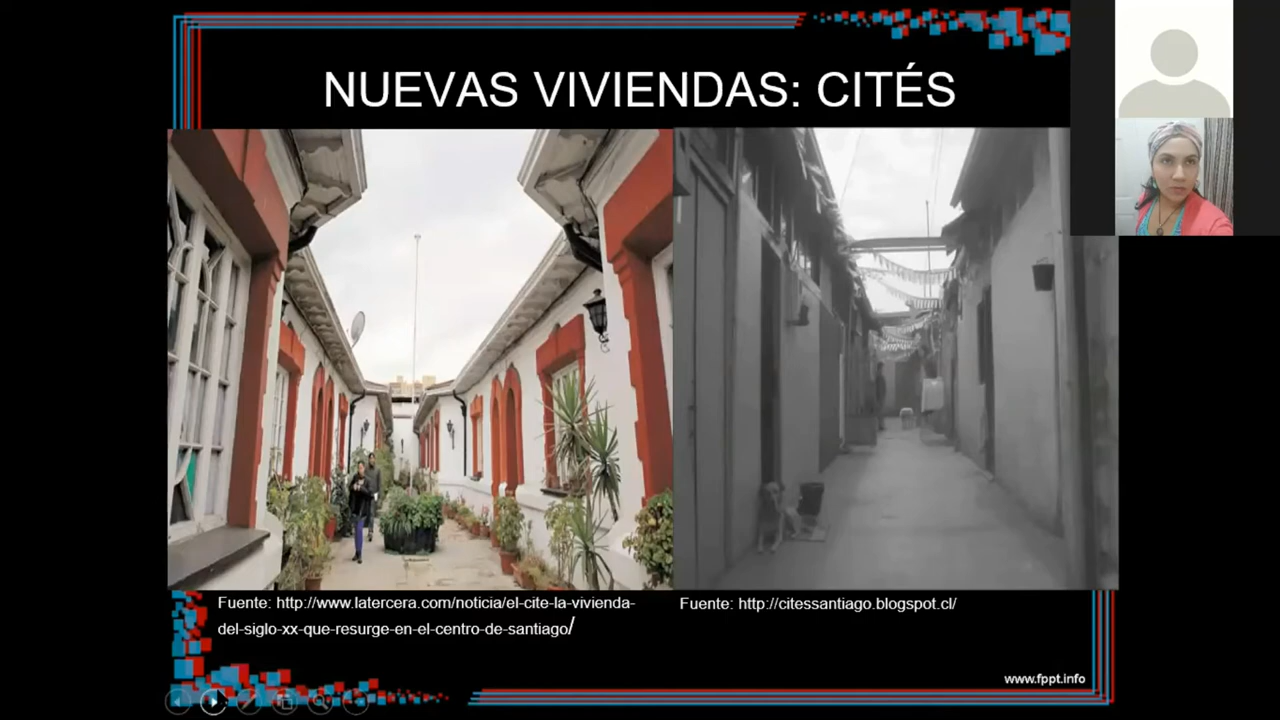 NUEVAS VIVIENDAS: CITÉS
Fuente: http://www.latercera.com/noticia/el-cite-la-vivienda-
del-siglo-xx-que-resurge-en-el-centro-de-santiago/
Fuente: http://citessantiago.blogspot.cl/
www.fppt.info